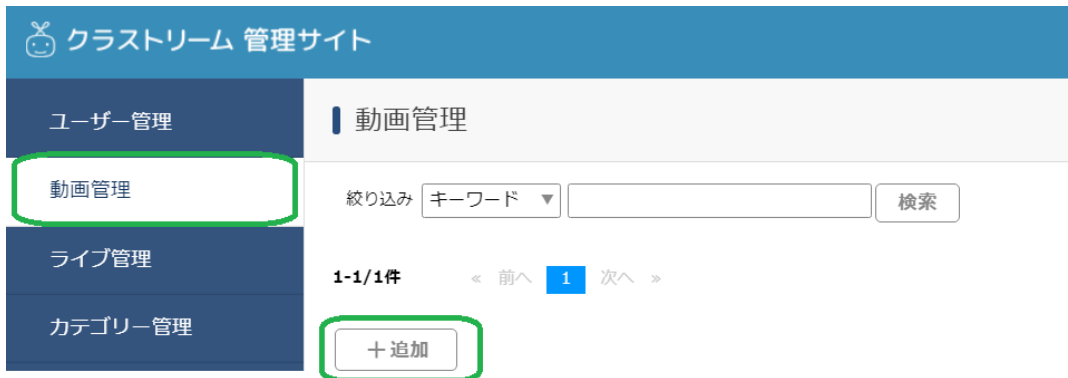 クラストリーム 管理サイト
ユーザー管理
動画管理
ライブ管理
カテゴリー管理
動画管理
絞り込み キーワード ▼ 検索
1-1/1件 « 前へ 1 次へ »
＋追加